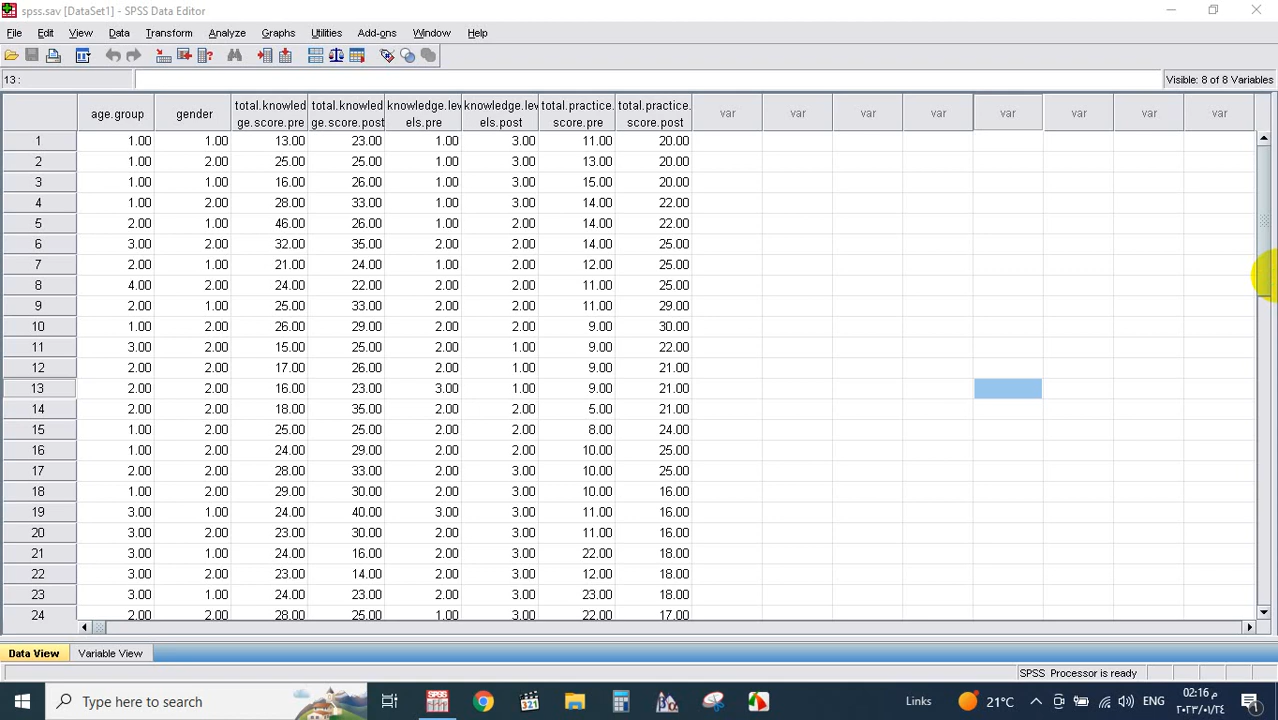 spss.sav [DataSet1] - SPSS Data Editor
File Edit View Data Transform Analyze Graphs Utilities Add-ons Window Help
13 : Visible: 8 of 8 Variables
age.group gender total.knowled ge.score.pre total.knowled ge.score.post knowledge.lev els.pre knowledge.lev els.post total.practice. score.pre total.practice. score.post var var var var var var var var
1 1.00 1.00 13.00 23.00 1.00 3.00 11.00 20.00
2 1.00 2.00 25.00 25.00 1.00 3.00 13.00 20.00
3 1.00 1.00 16.00 26.00 1.00 3.00 15.00 20.00
4 1.00 2.00 28.00 33.00 1.00 3.00 14.00 22.00
5 2.00 1.00 46.00 26.00 1.00 2.00 14.00 22.00
6 3.00 2.00 32.00 35.00 2.00 2.00 14.00 25.00
7 2.00 1.00 21.00 24.00 1.00 2.00 12.00 25.00
8 4.00 2.00 24.00 22.00 2.00 2.00 11.00 25.00
9 2.00 1.00 25.00 33.00 2.00 2.00 11.00 29.00
10 1.00 2.00 26.00 29.00 2.00 2.00 9.00 30.00
11 3.00 2.00 15.00 25.00 2.00 1.00 9.00 22.00
12 2.00 2.00 17.00 26.00 2.00 1.00 9.00 21.00
13 2.00 2.00 16.00 23.00 3.00 1.00 9.00 21.00
14 2.00 2.00 18.00 35.00 2.00 2.00 5.00 21.00
15 1.00 2.00 25.00 25.00 2.00 2.00 8.00 24.00
16 1.00 2.00 24.00 29.00 2.00 2.00 10.00 25.00
17 2.00 2.00 28.00 33.00 2.00 3.00 10.00 25.00
18 1.00 2.00 29.00 30.00 2.00 3.00 10.00 16.00
19 3.00 1.00 24.00 40.00 3.00 3.00 11.00 16.00
20 3.00 2.00 23.00 30.00 2.00 3.00 11.00 16.00
21 3.00 1.00 24.00 16.00 2.00 3.00 22.00 18.00
22 3.00 2.00 23.00 14.00 2.00 3.00 12.00 18.00
23 3.00 1.00 24.00 23.00 2.00 3.00 23.00 18.00
24 2.00 2.00 28.00 25.00 1.00 3.00 22.00 17.00
Data View Variable View
SPSS Processor is ready
Type here to search SPSS 321 Links 21°C ENG 02:16 م
٢٠٢٣/٠١/٢٤ 1